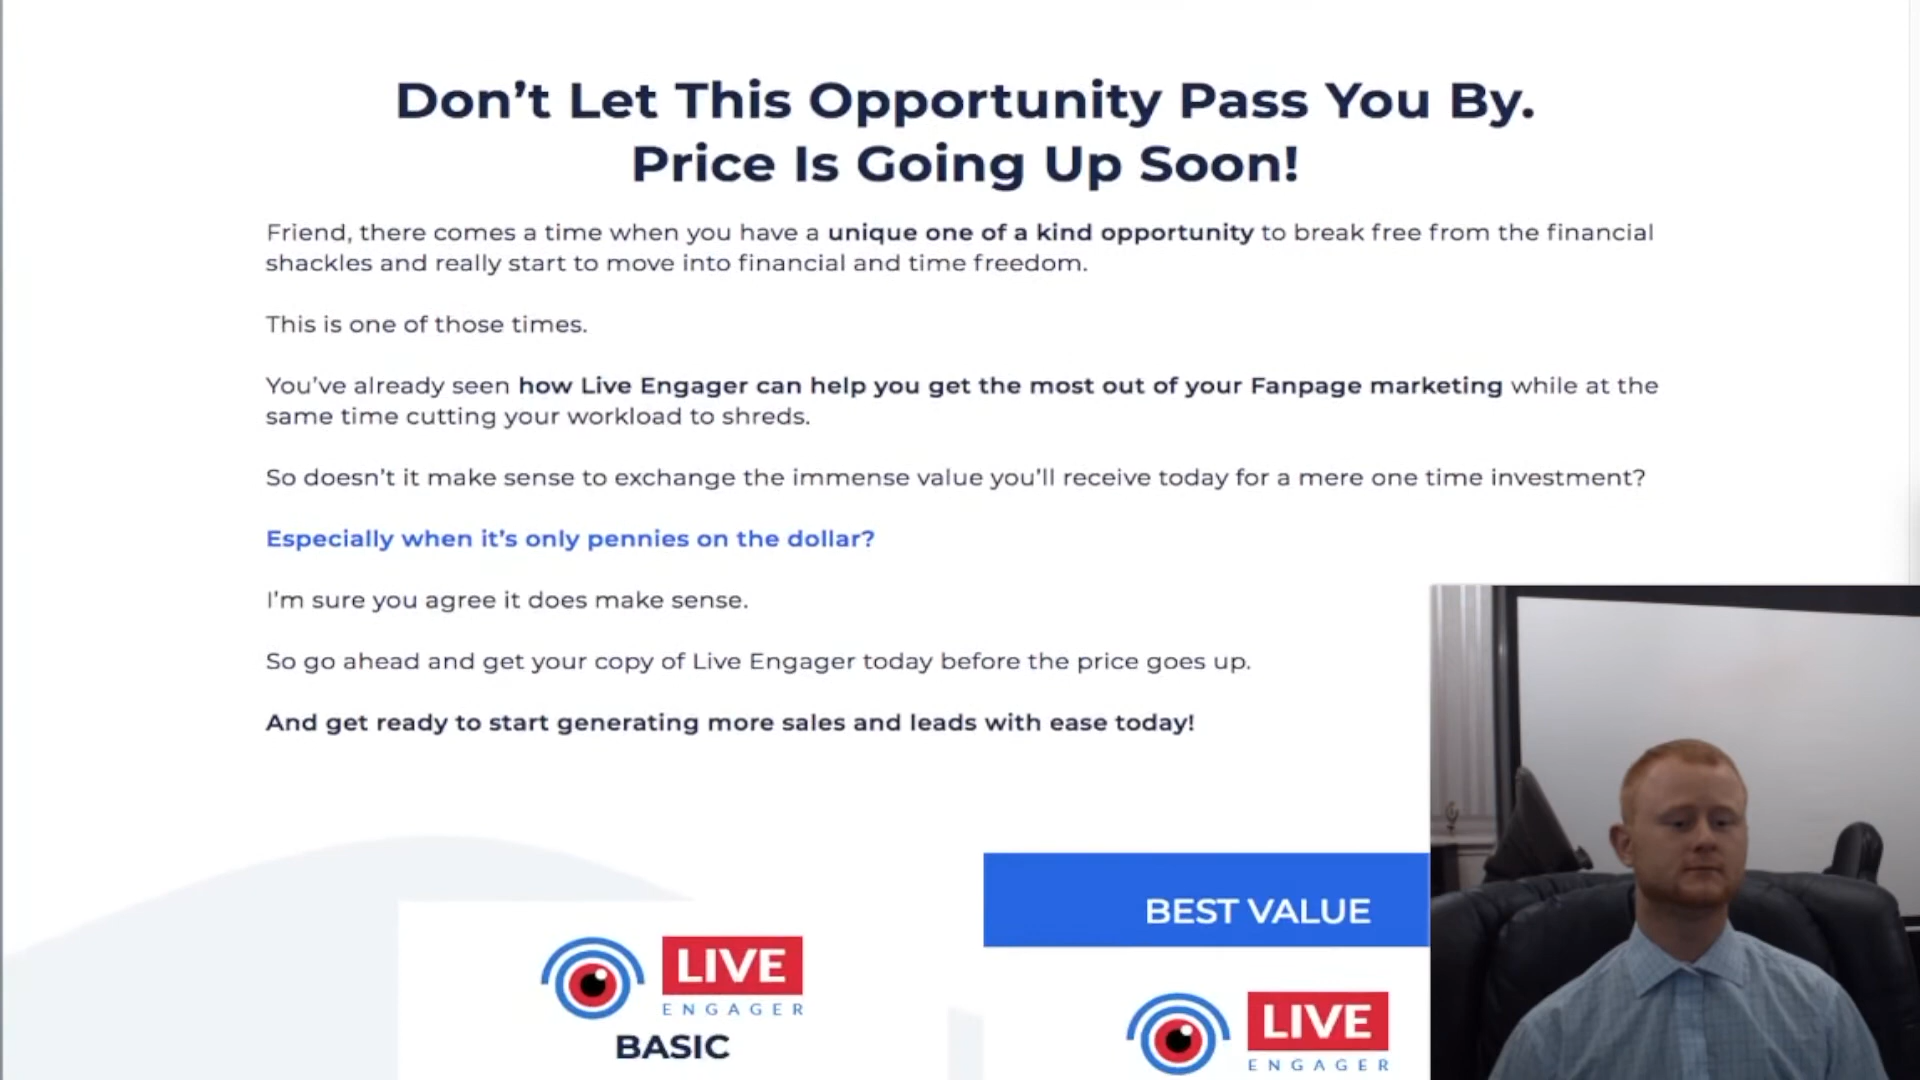 Don’t Let This Opportunity Pass You By.
Price Is Going Up Soon!
Friend, there comes a time when you have a unique one of a kind opportunity to break free from the financial
shackles and really start to move into financial and time freedom.
This is one of those times.
You’ve already seen how Live Engager can help you get the most out of your Fanpage marketing while at the
same time cutting your workload to shreds.
So doesn’t it make sense to exchange the immense value you’ll receive today for a mere one time investment?
Especially when it’s only pennies on the dollar?
I’m sure you agree it does make sense.
So go ahead and get your copy of Live Engager today before the price goes up.
And get ready to start generating more sales and leads with ease today!
LIVE
ENGAGER
BASIC
BEST VALUE
LIVE
ENGAGER